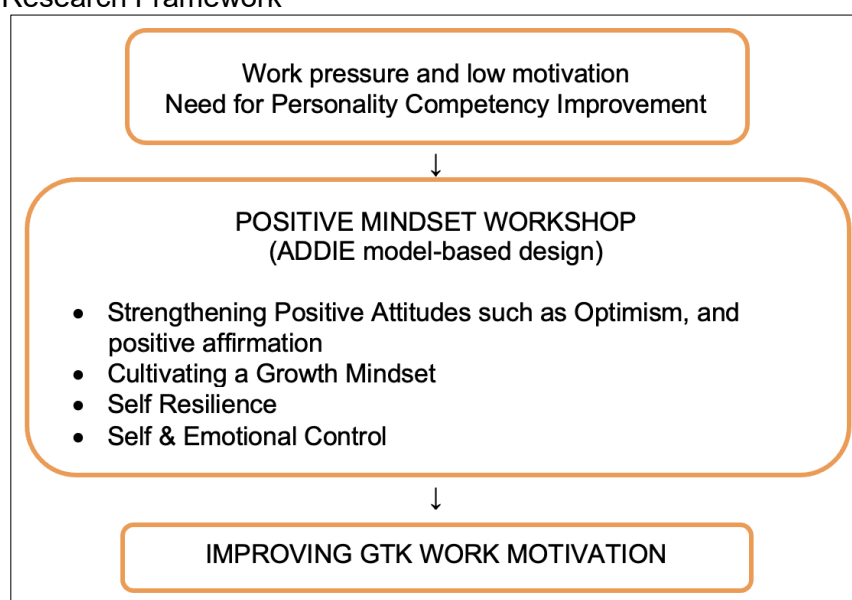 Research Framework
Work pressure and low motivation
Need for Personality Competency Improvement
↓
POSITIVE MINDSET WORKSHOP
(ADDIE model-based design)
• Strengthening Positive Attitudes such as Optimism, and
positive affirmation
• Cultivating a Growth Mindset
• Self Resilience
• Self & Emotional Control
↓
IMPROVING GTK WORK MOTIVATION